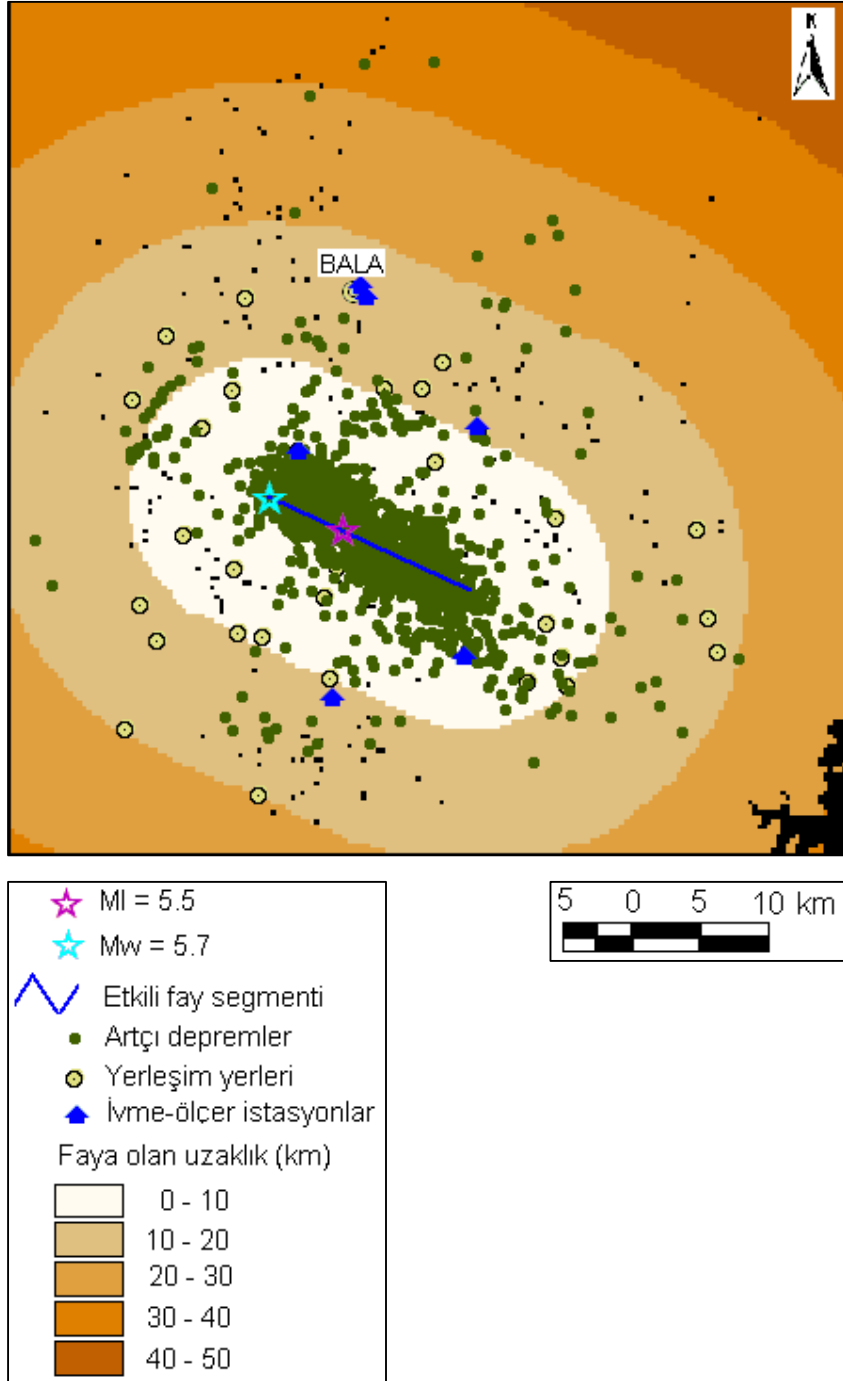 K
BALA
Ml = 5.5
Mw = 5.7
Etkili fay segmenti
Artçı depremler
Yerleşim yerleri
İvme-ölçer istasyonlar
Faya olan uzaklık (km)
0 - 10
10 - 20
20 - 30
30 - 40
40 - 50
5 0 5 10 km